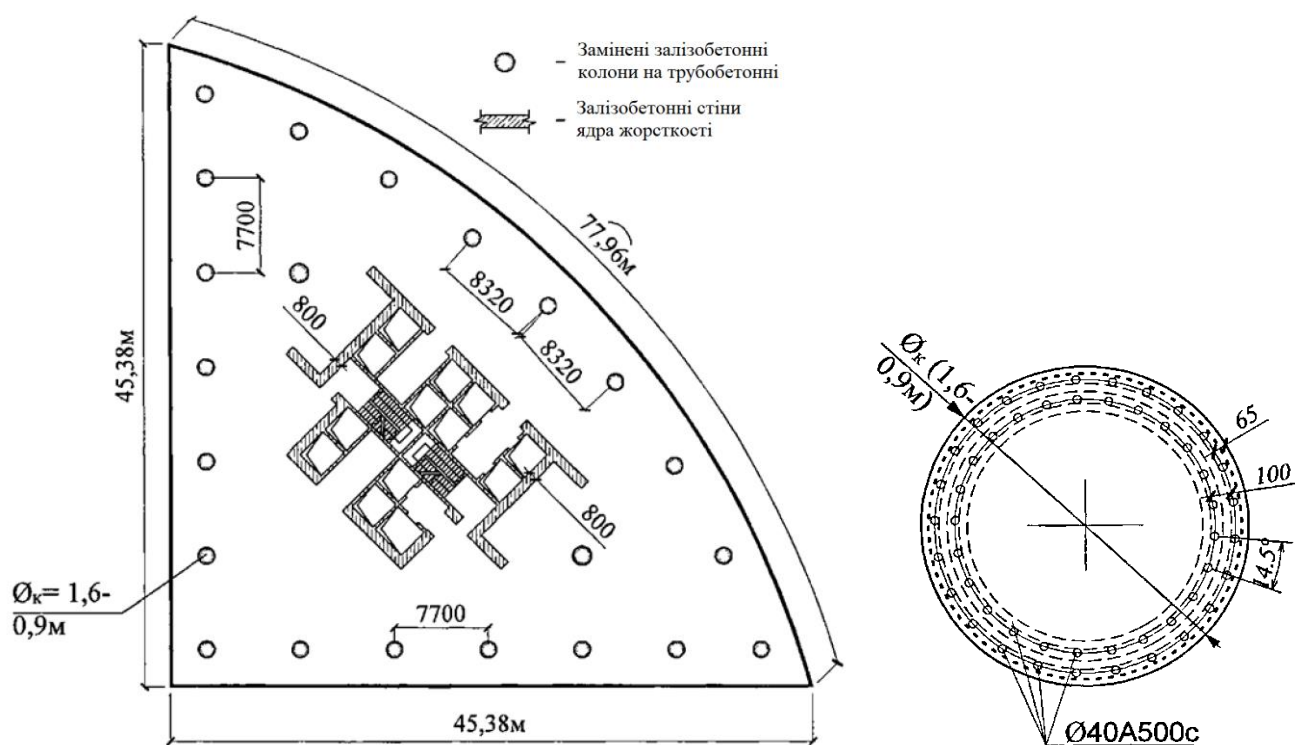 Замінені залізобетонні
колони на трубобетонні
Залізобетонні стіни
ядра жорсткості
77,96м
7700
8320
8320
800
800
45,38м
Øк= 1,6-
0,9м
7700
45,38м
Øк (1,6-
0,9м)
65
100
14.5°
Ø40А500с